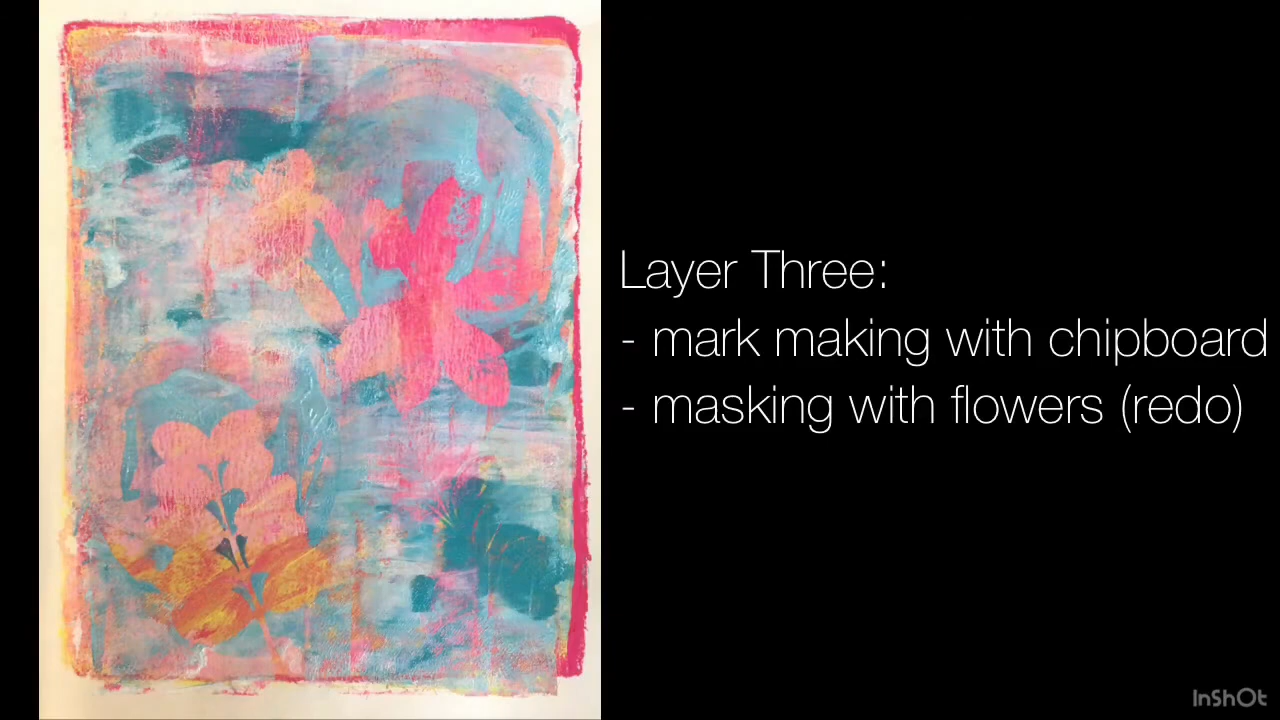 Layer Three:
- mark making with chipboard
- masking with flowers (redo)
InShOt